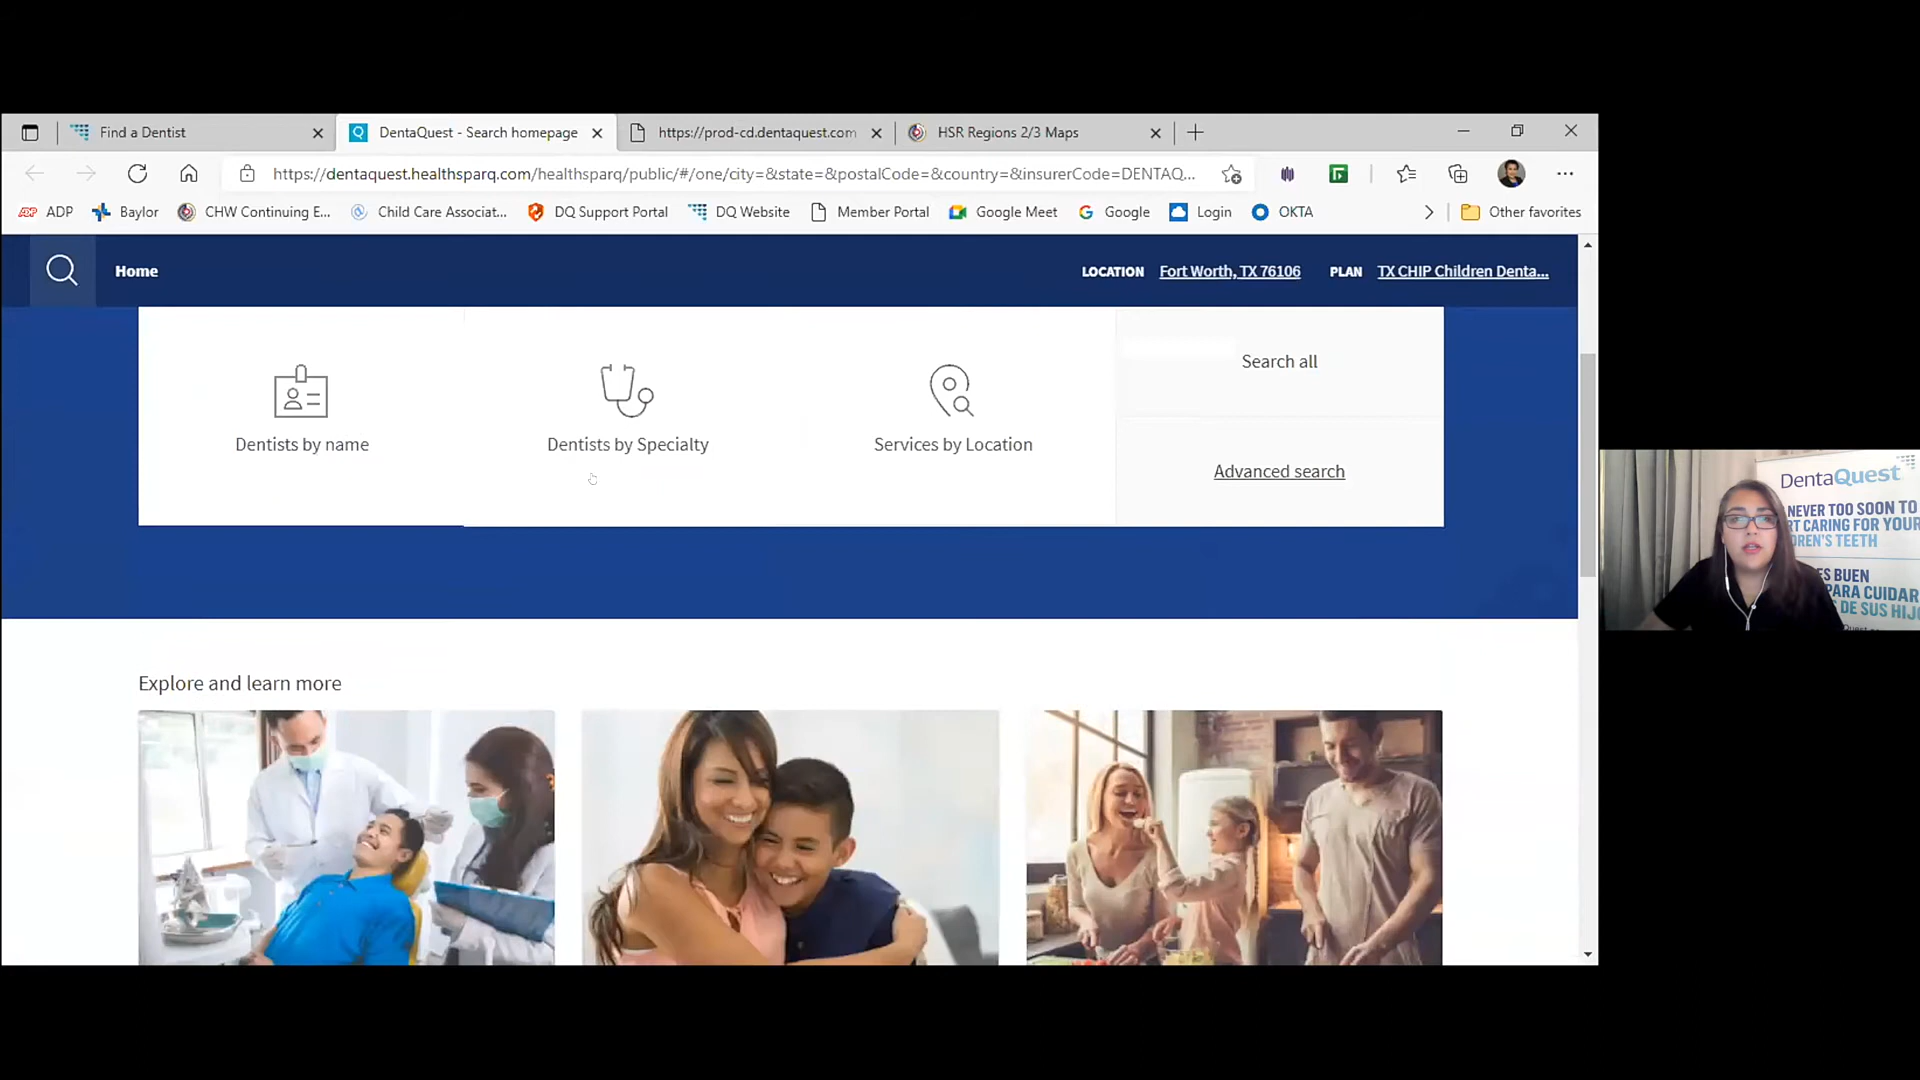 Find a Dentist
DentaQuest - Search homepage
https://prod-cd.dentaquest.com
HSR Regions 2/3 Maps
https://dentaquest.healthsparq.com/healthsparq/public/#/one/city=&state=&postalCode=&country=&insurerCode=DENTAQ...
ADP
Baylor
CHW Continuing E...
Child Care Associat...
DQ Support Portal
DQ Website
Member Portal
Google Meet
Google
Login
OKTA
Other favorites
Home
LOCATION Fort Worth, TX 76106 PLAN TX CHIP Children Denta...
Dentists by name
Dentists by Specialty
Services by Location
Search all
Advanced search
Explore and learn more
DentaQuest
NEVER TOO SOON TO
RT CARING FOR YOUR
DREN'S TEETH
ES BUEN
PARA CUIDAR
DE SUS HIJO